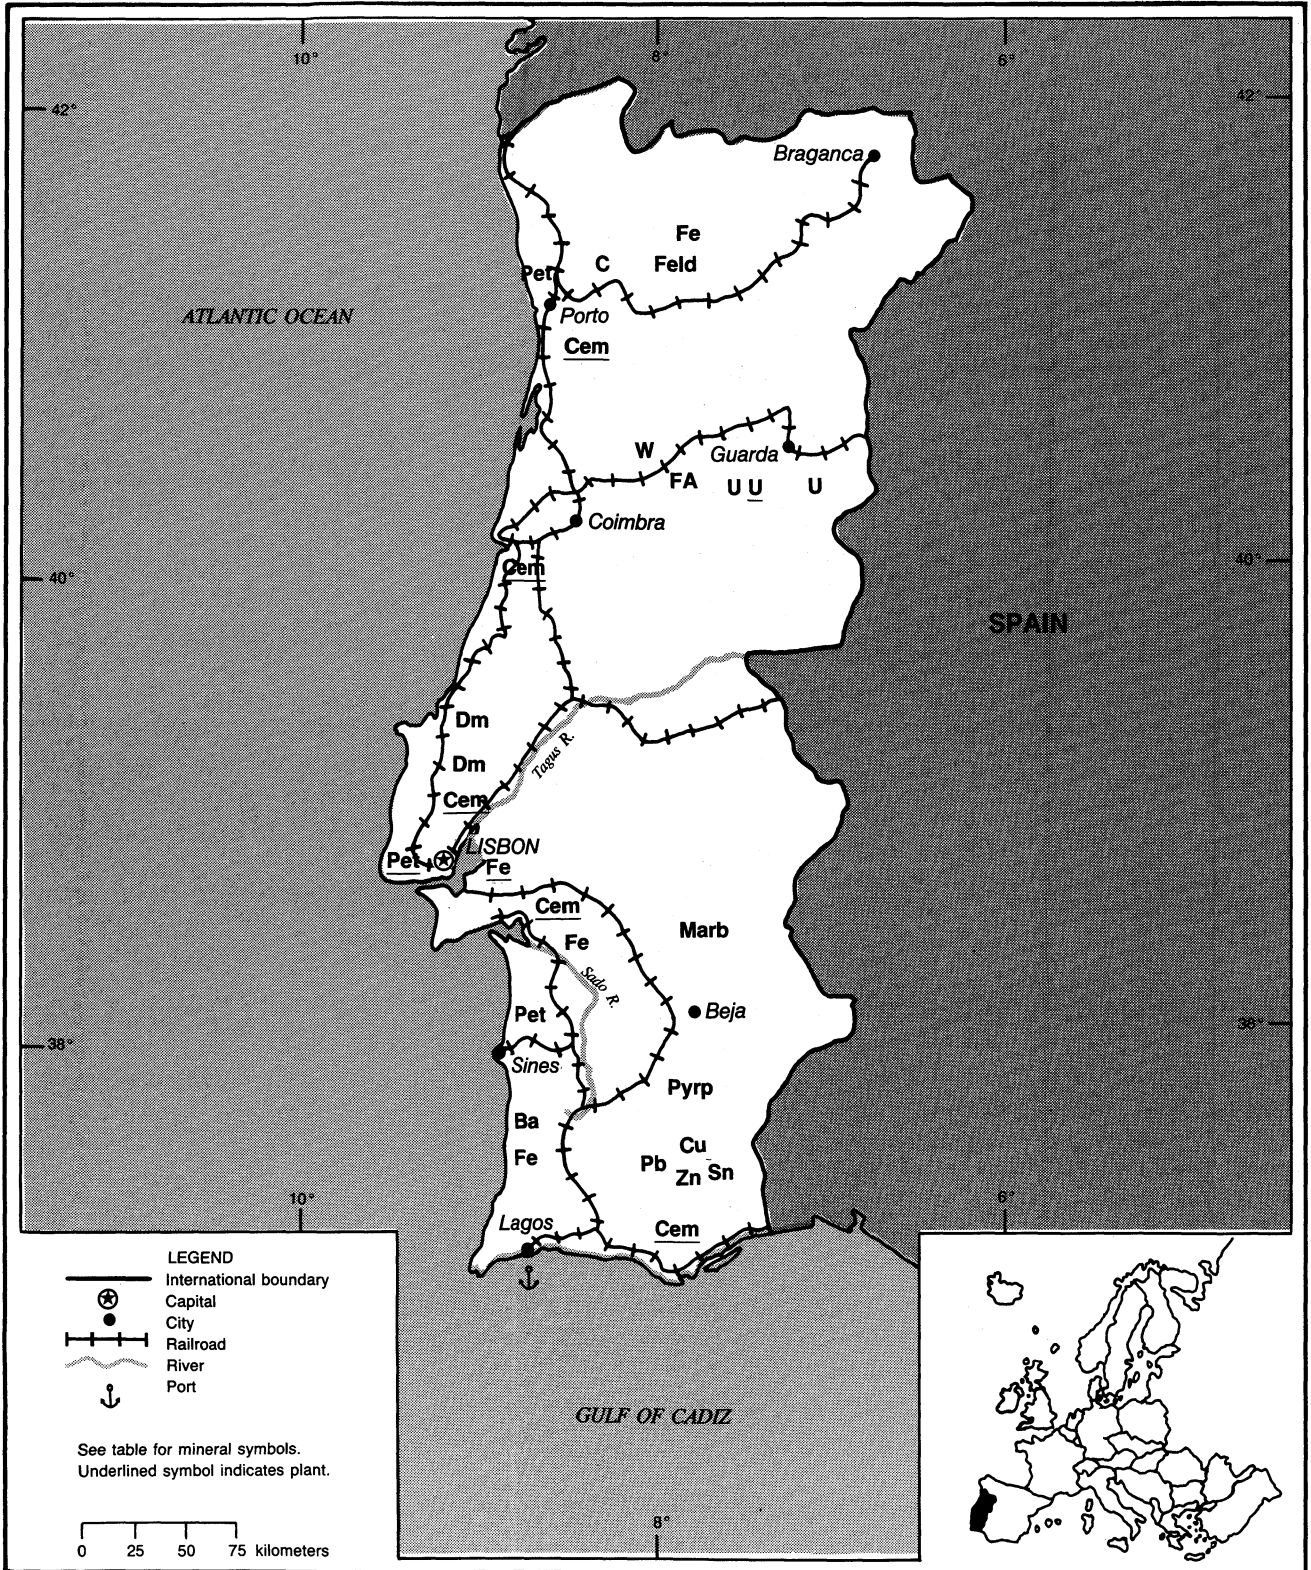 10°
8°
6°
42°
42°
Braganca
Fe
C
Feld
Pet
ATLANTIC OCEAN
Porto
Cem
W
Guarda
FA
U
U
U
Coimbra
Cem
40°
40°
SPAIN
Dm
Tagus R.
Dm
Cem
LISBON
Pet
Fe
Cem
Marb
Fe
Sado R.
Pet
Beja
38°
38°
Sines
Pyrp
Ba
Cu
Fe
Pb
Zn
Sn
10°
6°
Lagos
Cem
LEGEND
International boundary
Capital
City
Railroad
River
Port
GULF OF CADIZ
See table for mineral symbols.
Underlined symbol indicates plant.
8°
0 25 50 75 kilometers